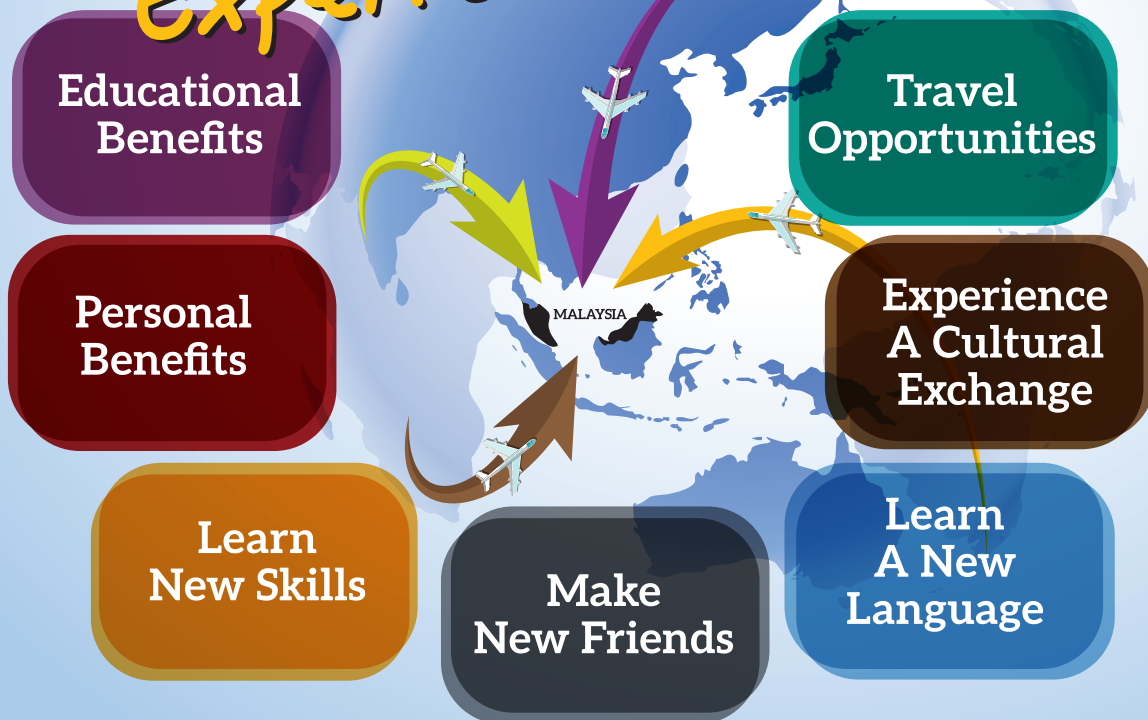 Educational
Benefits
Travel
Opportunities
Personal
Benefits
MALAYSIA
Experience
A Cultural
Exchange
Learn
New Skills
Make
New Friends
Learn
A New
Language